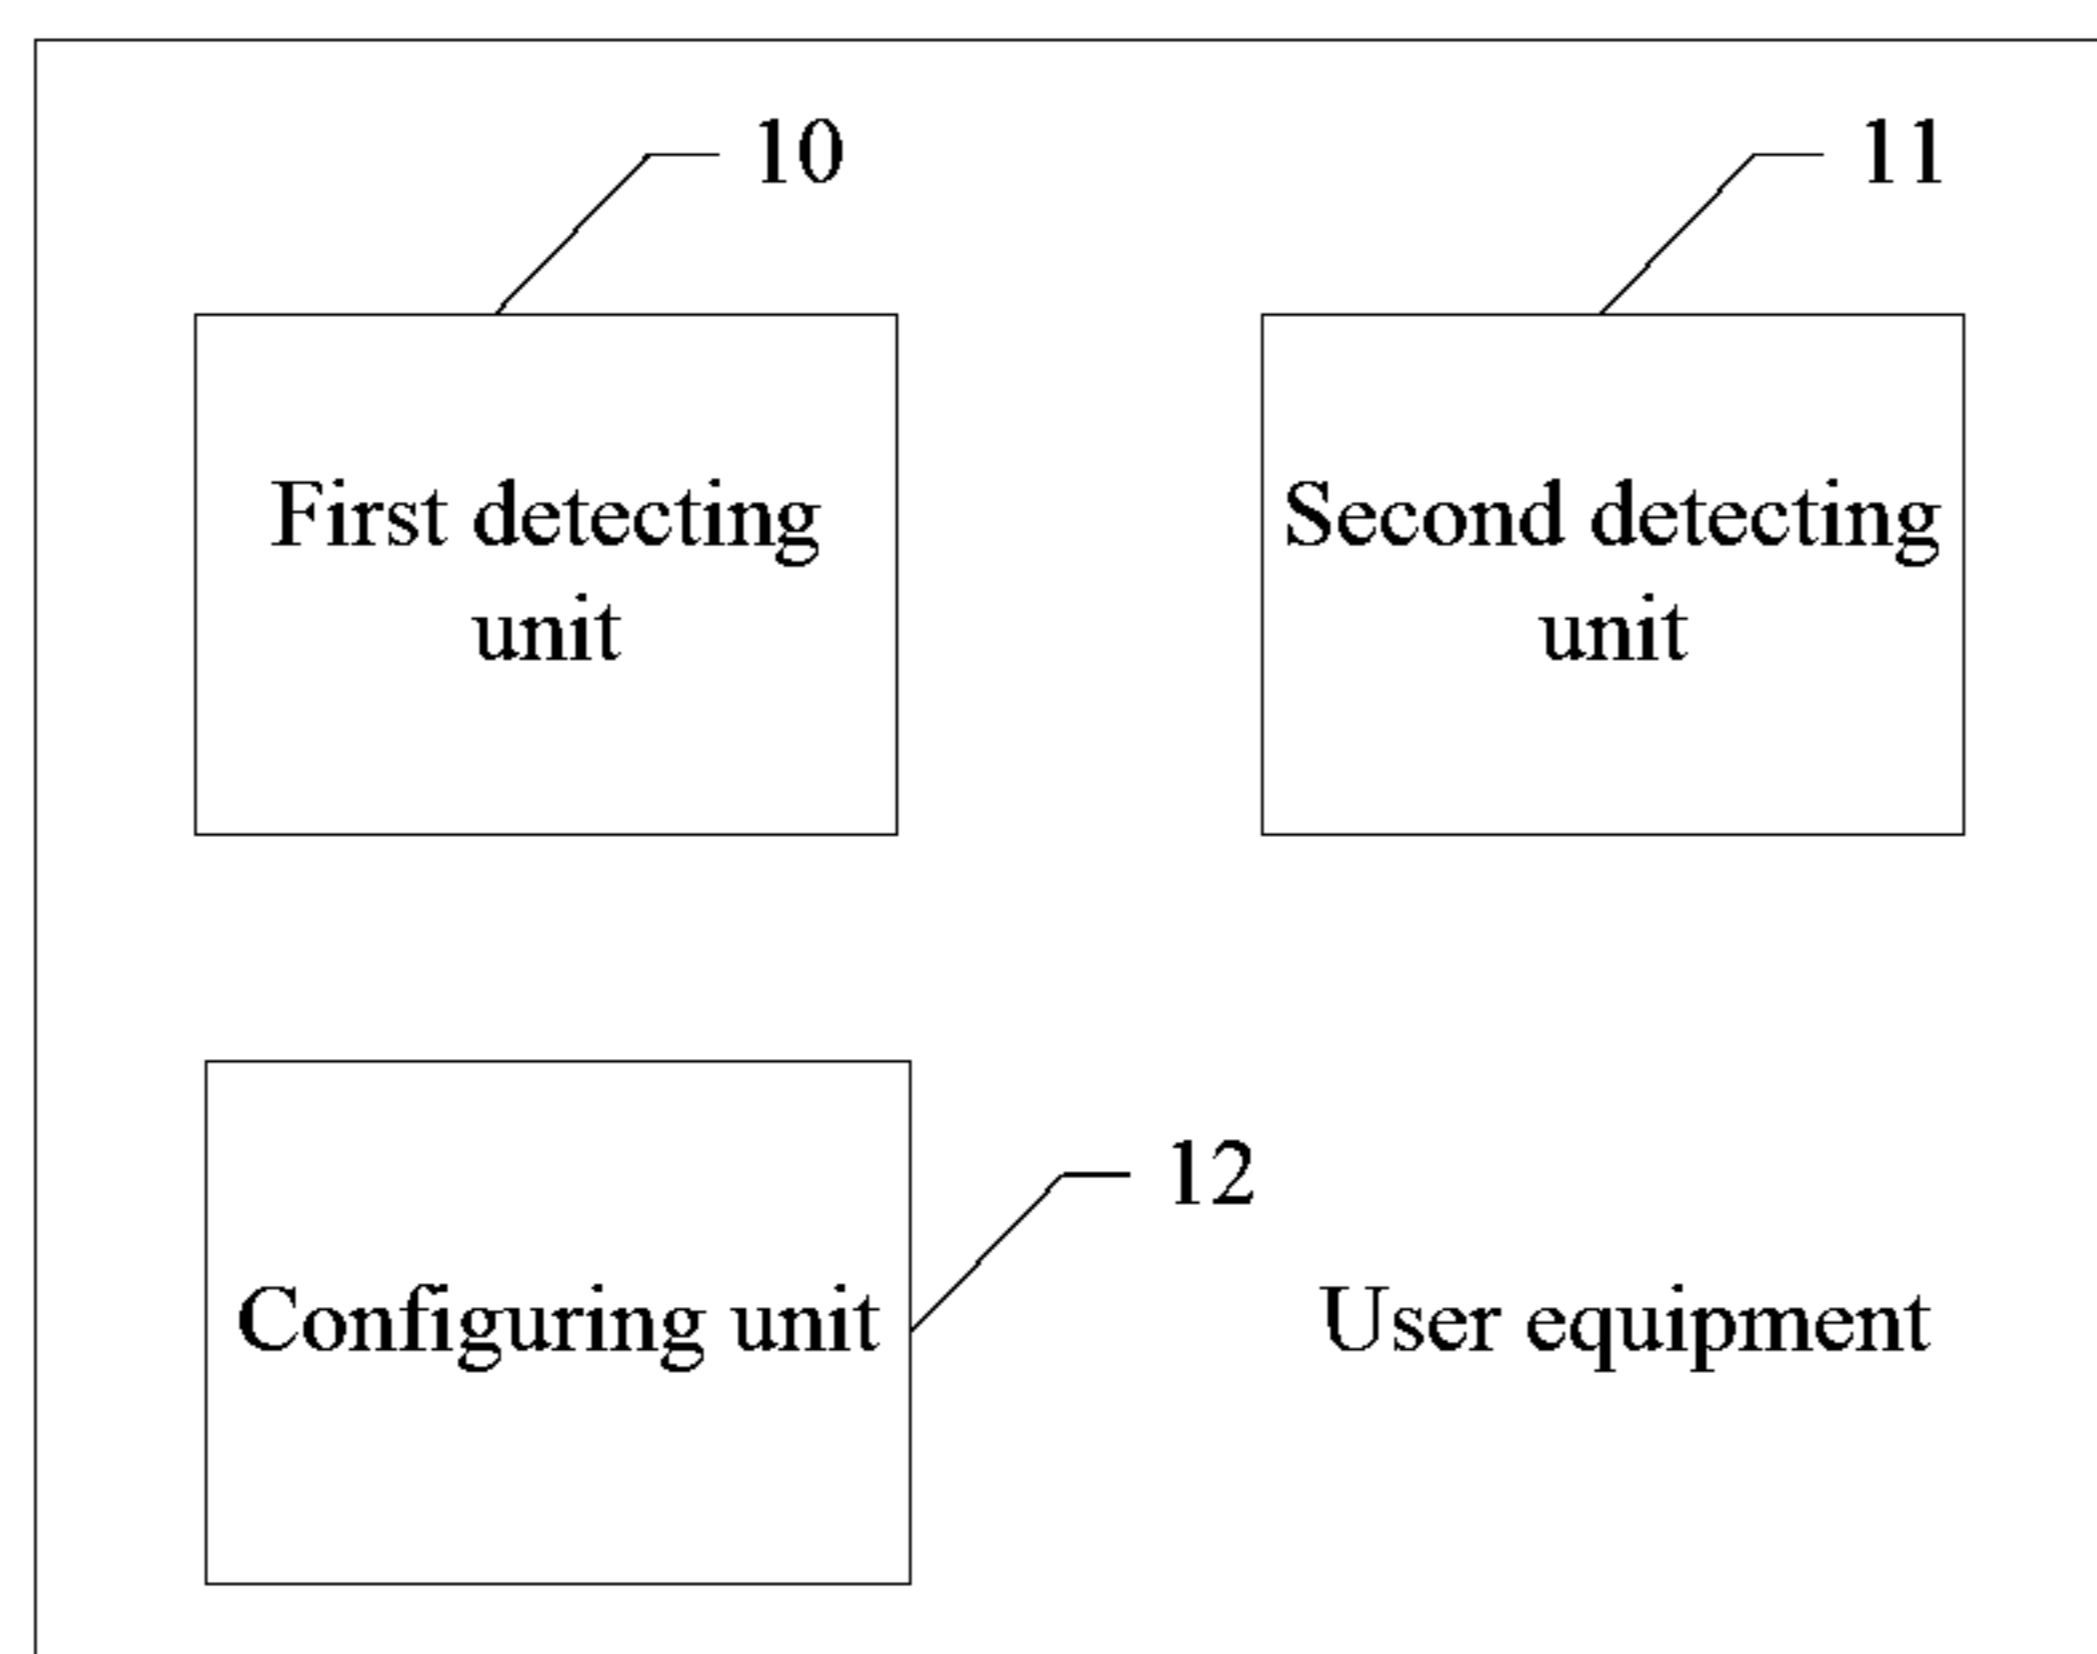 10
11
First detecting
unit
Second detecting
unit
12
Configuring unit
User equipment